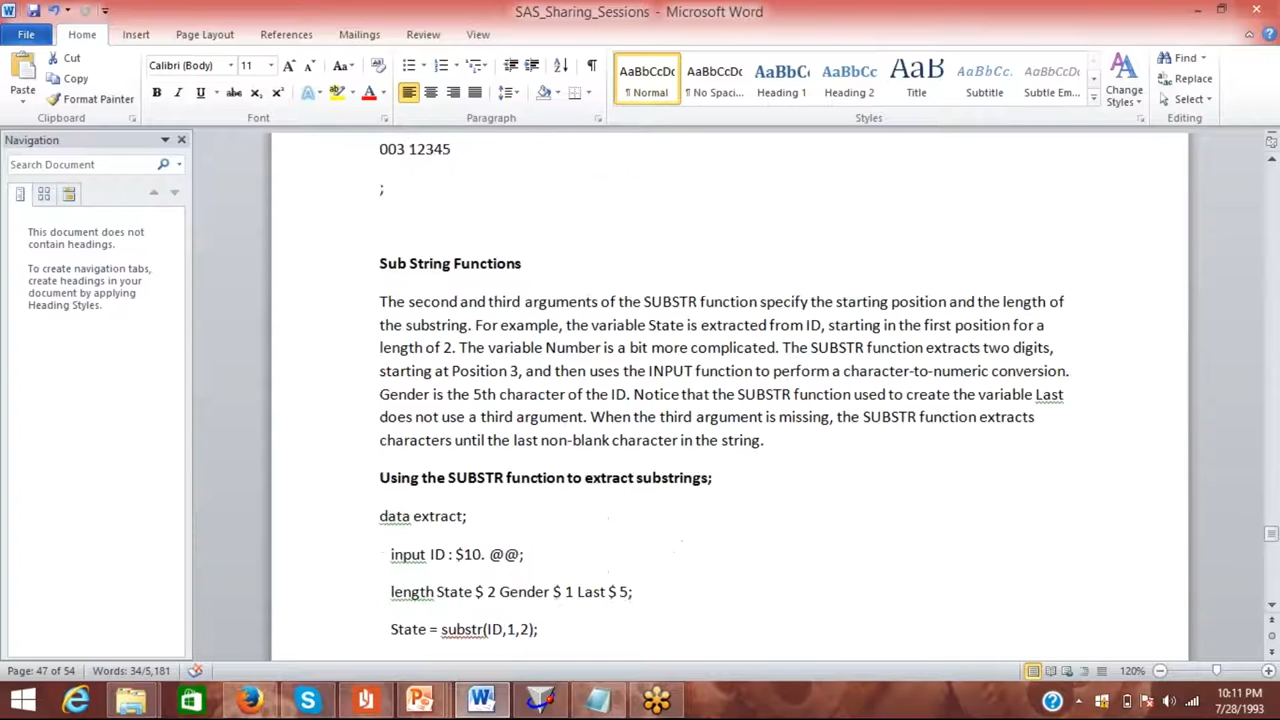 SAS_Sharing_Sessions - Microsoft Word
File Home Insert Page Layout References Mailings Review View
Paste
Cut
Copy
Format Painter
Clipboard
Calibri (Body) 11
Font
Paragraph
AaBbCcDc AaBbCcDc AaBbC AaBbCc AaB AaBbCcL AaBbCcDc
¶ Normal ¶ No Spaci... Heading 1 Heading 2 Title Subtitle Subtle Em...
Change Styles
Styles
Find
Replace
Select
Editing
Navigation
Search Document
This document does not
contain headings.
To create navigation tabs,
create headings in your
document by applying
Heading Styles.
003 12345
;
Sub String Functions
The second and third arguments of the SUBSTR function specify the starting position and the length of
the substring. For example, the variable State is extracted from ID, starting in the first position for a
length of 2. The variable Number is a bit more complicated. The SUBSTR function extracts two digits,
starting at Position 3, and then uses the INPUT function to perform a character-to-numeric conversion.
Gender is the 5th character of the ID. Notice that the SUBSTR function used to create the variable Last
does not use a third argument. When the third argument is missing, the SUBSTR function extracts
characters until the last non-blank character in the string.
Using the SUBSTR function to extract substrings;
data extract;
input ID : $10. @@;
length State $ 2 Gender $ 1 Last $ 5;
State = substr(ID,1,2);
Page: 47 of 54 Words: 34/5,181
120%
10:11 PM
7/28/1993